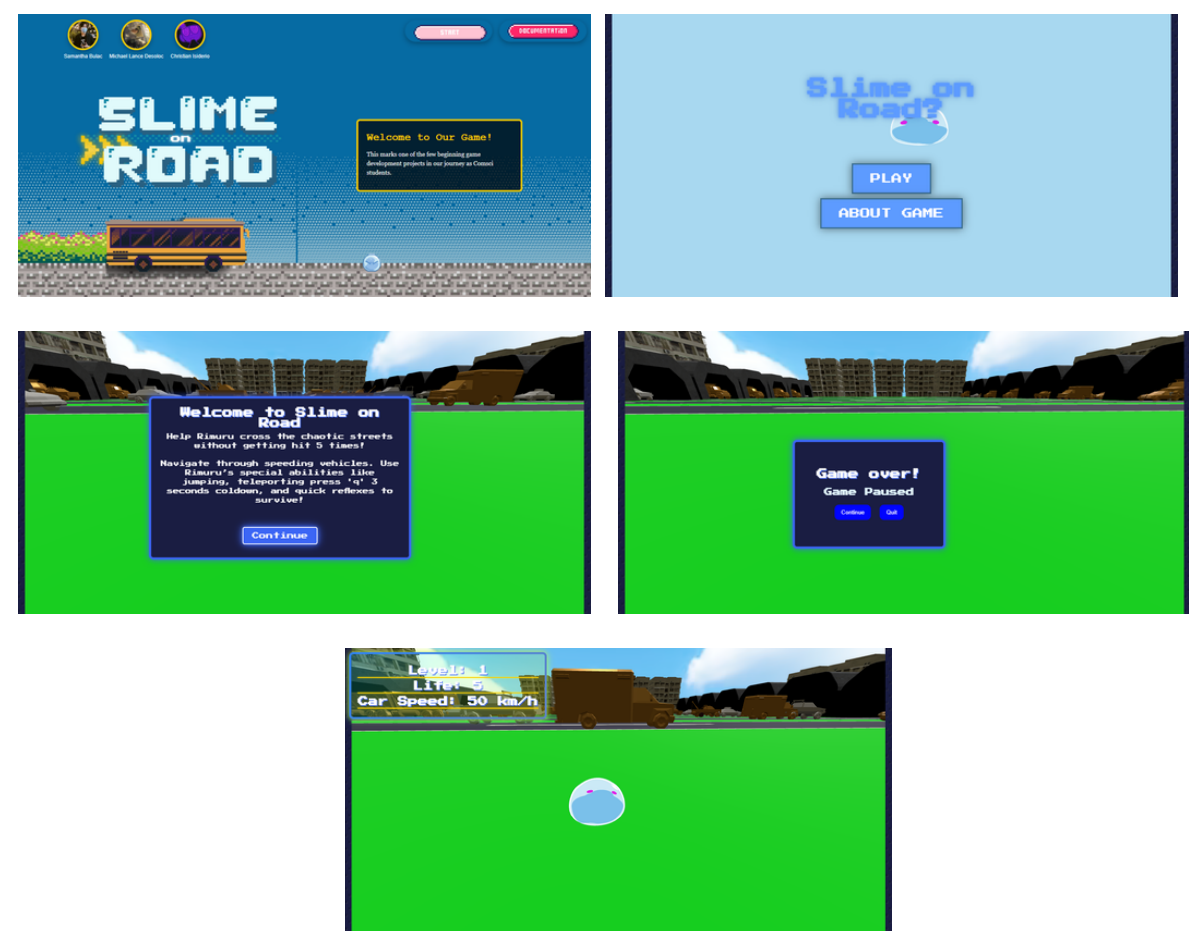 Samantha Bulac Michael Lance Desoloc Christian Isiderio
START
DOCUMENTATION
SLIME
on
ROAD
Welcome to Our Game!
This marks one of the few beginning game
development projects in our journey as Comsci
students.
Slime on
Road?
PLAY
ABOUT GAME
Welcome to Slime on
Road
Help Rimuru cross the chaotic streets
without getting hit 5 times!
Navigate through speeding vehicles. Use
Rimuru's special abilities like
jumping, teleporting press 'q' 3
seconds coldown, and quick reflexes to
survive!
Continue
Game over!
Game Paused
Continue Quit
Level: 1
Life: 5
Car Speed: 50 km/h